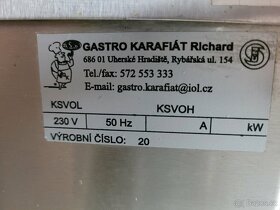 GASTRO KARAFIÁT Richard
686 01 Uherské Hradiště, Rybářská ul. 154
Tel./fax: 572 553 333
E-mail: gastro.karafiat@iol.cz
KSVOL KSVOH
230 V 50 Hz A kW
VÝROBNÍ ČÍSLO: 20